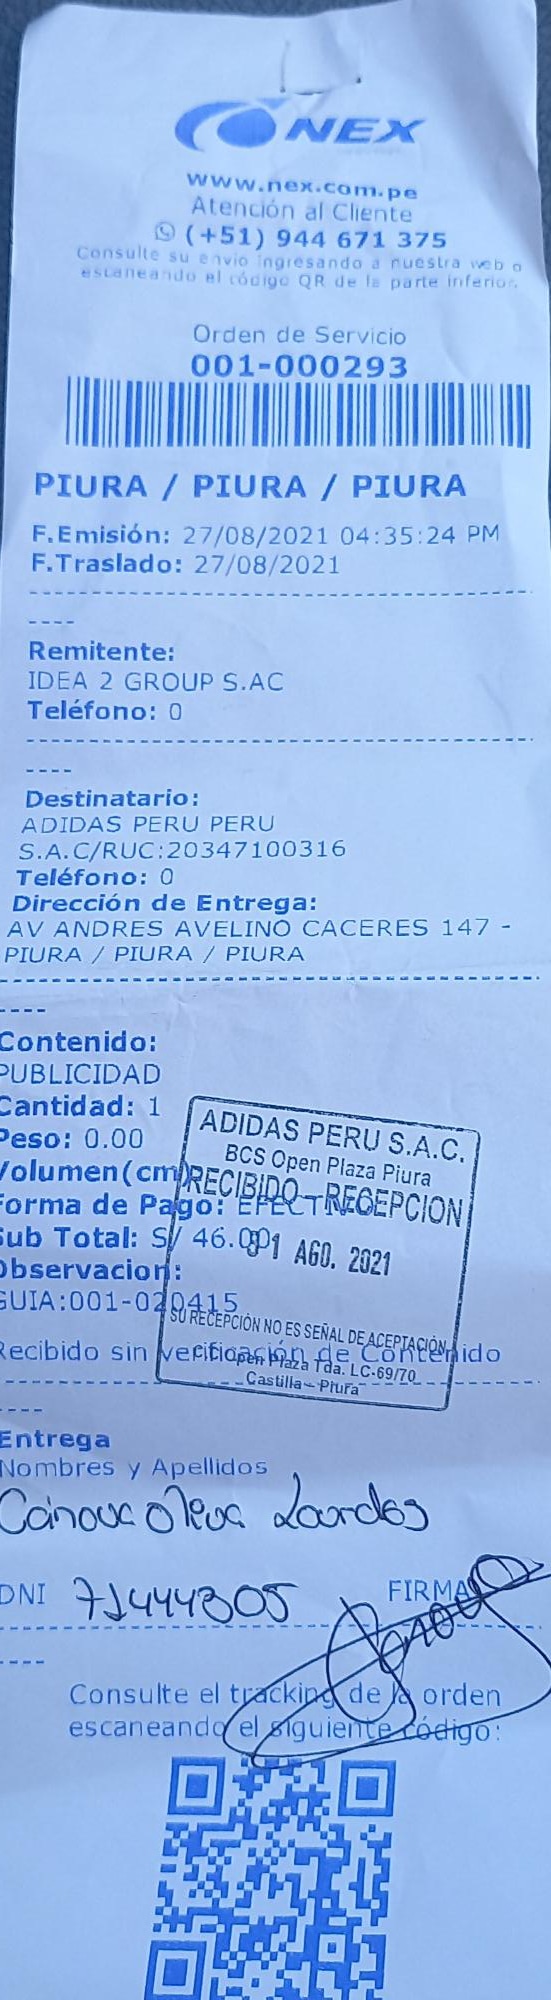 NEX
www.nex.com.pe
Atención al Cliente
(+51) 944 671 375
Consulte su envio ingresando a nuestra web o
escaneando el código QR de la parte inferior.
Orden de Servicio
001-000293
PIURA / PIURA / PIURA
F.Emisión: 27/08/2021 04:35:24 PM
F.Traslado: 27/08/2021
Remitente:
IDEA 2 GROUP S.AC
Teléfono: 0
Destinatario:
ADIDAS PERU PERU
S.A.C/RUC:20347100316
Teléfono: 0
Dirección de Entrega:
AV ANDRES AVELINO CACERES 147 -
PIURA / PIURA / PIURA
Contenido:
PUBLICIDAD
Cantidad: 1
Peso: 0.00
Volumen(cm)
Forma de Pago: EFECTIVO
Sub Total: S/ 46.00
Observacion:
GUIA:001-020415
Recibido sin verificación de Contenido
ADIDAS PERU S.A.C.
BCS Open Plaza Piura
RECIBIDO - RECEPCION
31 AGO. 2021
SU RECEPCIÓN NO ES SEÑAL DE ACEPTACIÓN
Open Plaza Tda. LC-69/70
Castilla - Piura
Entrega
Nombres y Apellidos
Lourdes
DNI 71444305 FIRMA
Consulte el tracking de la orden
escaneando el siguiente código: